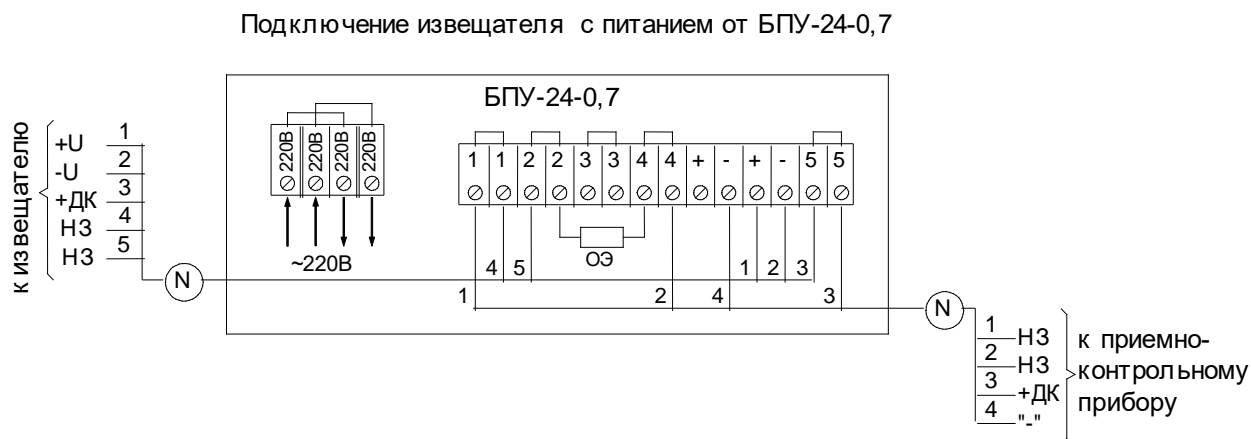 Подключение извещателя с питанием от БПУ-24-0,7
БПУ-24-0,7
к извещателю
+U 1
-U 2
+ДК 3
НЗ 4
НЗ 5
N
220В 220В 220В 220В
~220В
1 1 2 2 3 3 4 4 + - + - 5 5
ОЭ
4 5 1 2 3
1 2 4 3
N
1 НЗ
2 НЗ
3 +ДК
4 "-"
к приемно-
контрольному
прибору